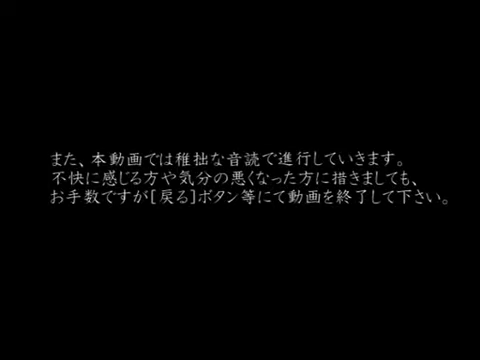 また、本動画では稚拙な音読で進行していきます。
不快に感じる方や気分の悪くなった方に措きましても、
お手数ですが[戻る]ボタン等にて動画を終了して下さい。